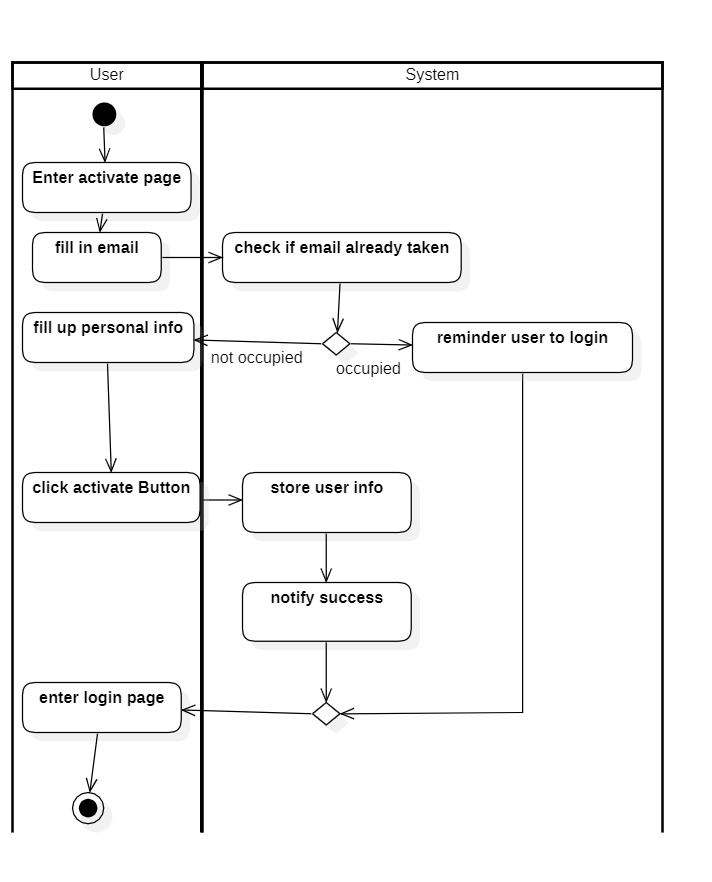 User
System
Enter activate page
fill in email
check if email already taken
fill up personal info
reminder user to login
not occupied
occupied
click activate Button
store user info
notify success
enter login page